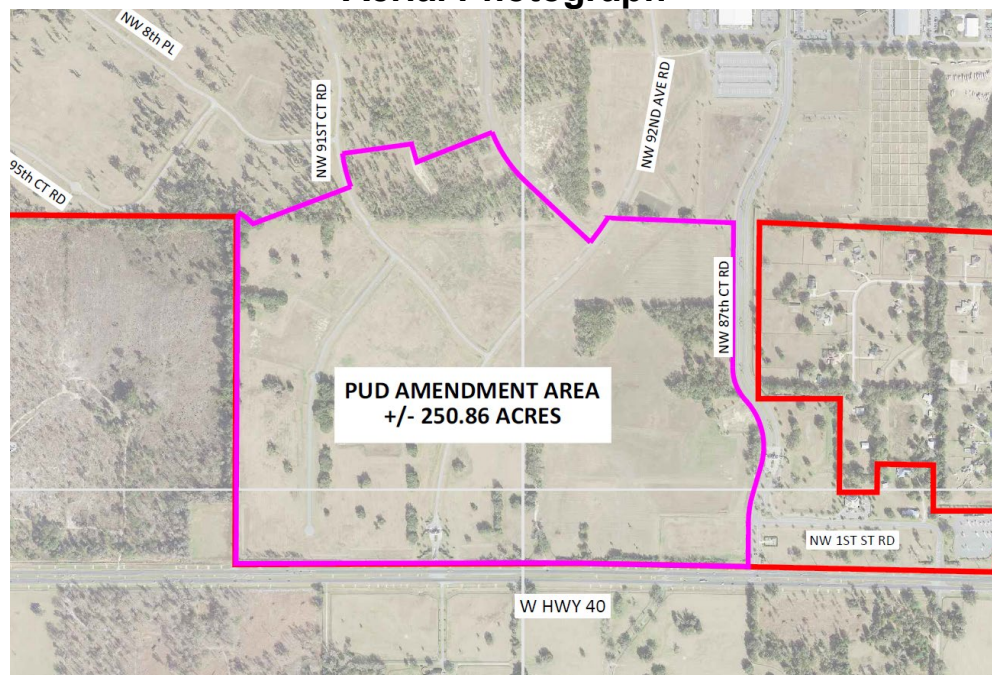 Aerial Photograph
NW 8th PL
NW 91ST CT RD
NW 92ND AVE RD
95th CT RD
NW 87th CT RD
PUD AMENDMENT AREA
+/- 250.86 ACRES
NW 1ST ST RD
W HWY 40